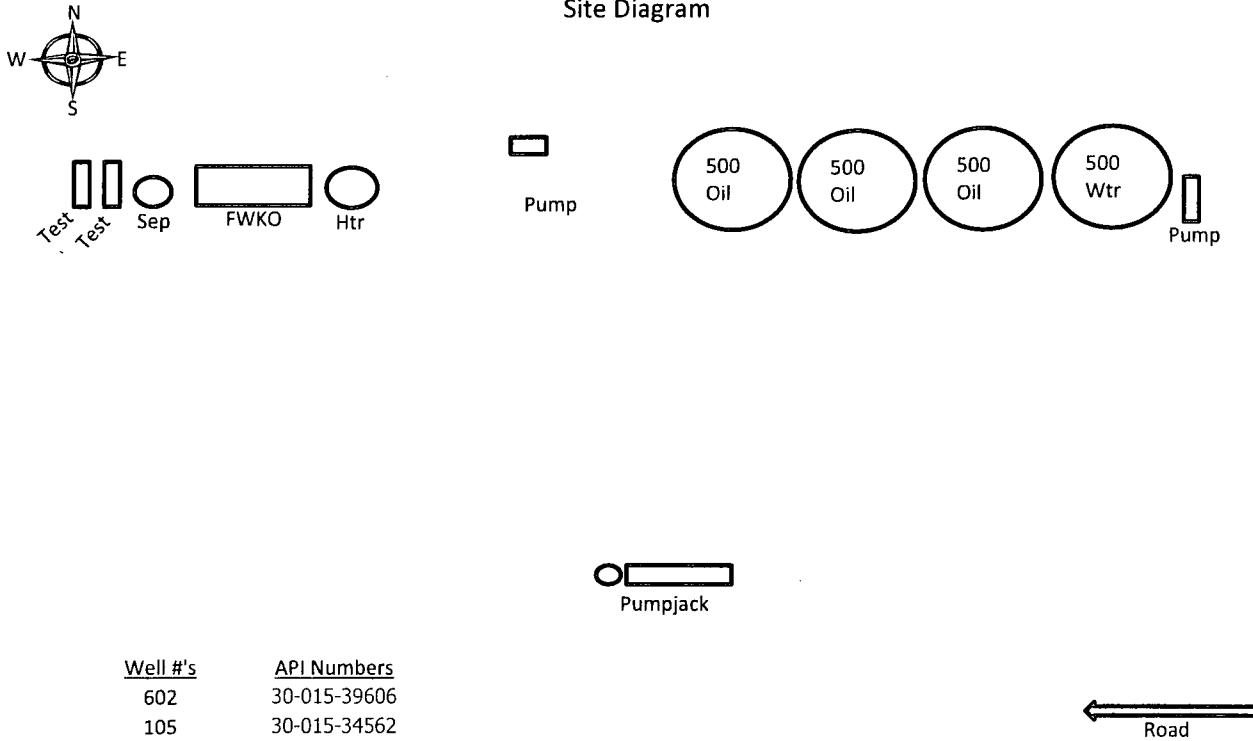 Site Diagram
N
W E
S
500
Oil
500
Oil
500
Oil
500
Wtr
Test
Test
Sep
FWKO
Htr
Pump
Pump
Pumpjack
Well #'s API Numbers
602 30-015-39606
105 30-015-34562
Road